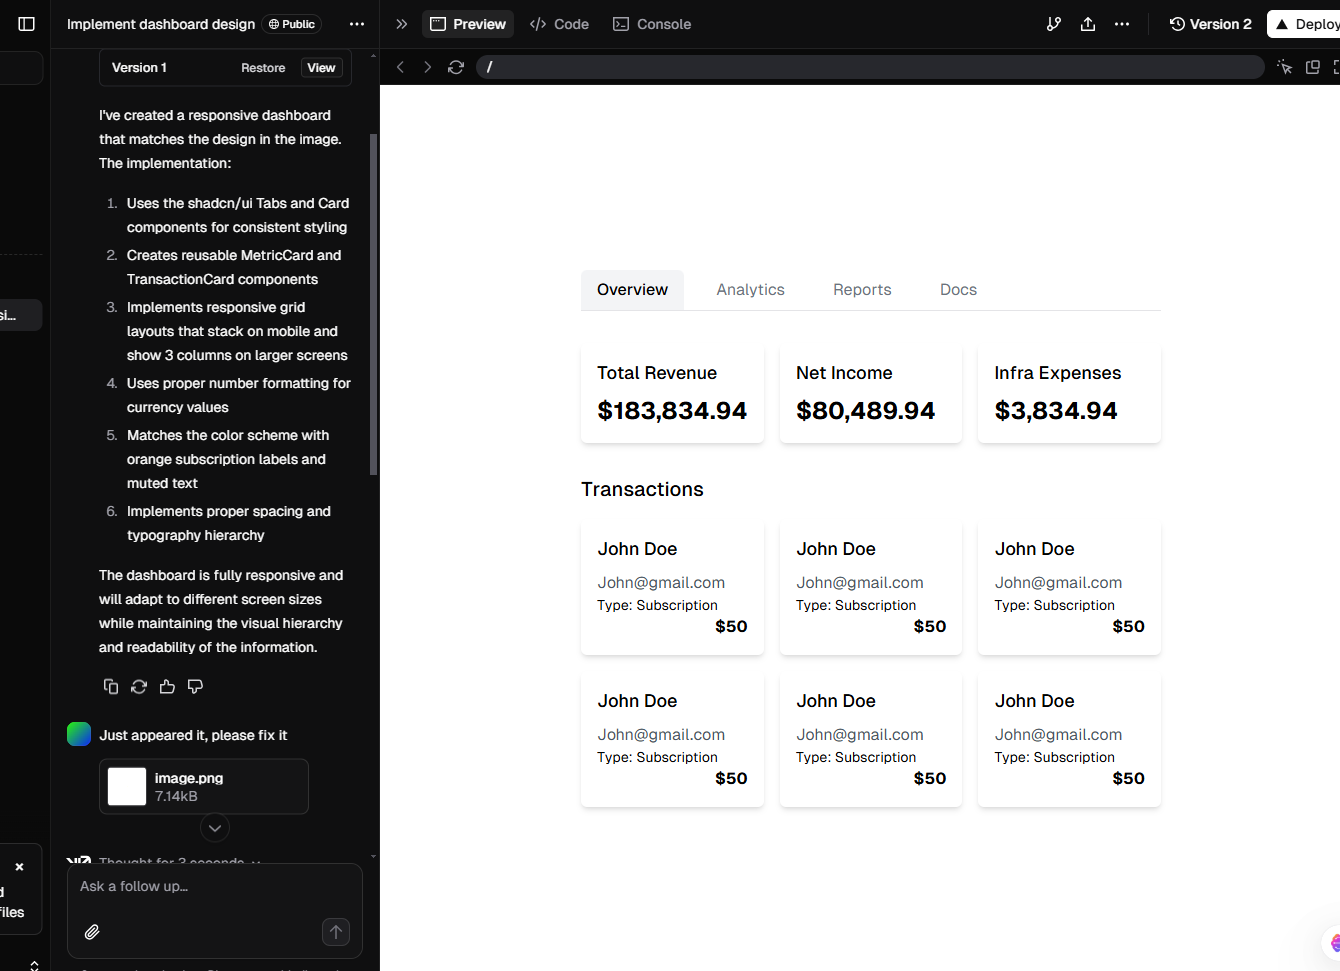 Implement dashboard design Public
Preview Code Console
Version 2 Deploy
/
Version 1 Restore View
I've created a responsive dashboard
that matches the design in the image.
The implementation:
1. Uses the shadcn/ui Tabs and Card
components for consistent styling
2. Creates reusable MetricCard and
TransactionCard components
3. Implements responsive grid
layouts that stack on mobile and
show 3 columns on larger screens
4. Uses proper number formatting for
currency values
5. Matches the color scheme with
orange subscription labels and
muted text
6. Implements proper spacing and
typography hierarchy
The dashboard is fully responsive and
will adapt to different screen sizes
while maintaining the visual hierarchy
and readability of the information.
Just appeared it, please fix it
image.png
7.14kB
Thought for 3 seconds
Ask a follow up...
si...
d
files
Overview Analytics Reports Docs
Total Revenue
$183,834.94
Net Income
$80,489.94
Infra Expenses
$3,834.94
Transactions
John Doe
John@gmail.com
Type: Subscription
$50
John Doe
John@gmail.com
Type: Subscription
$50
John Doe
John@gmail.com
Type: Subscription
$50
John Doe
John@gmail.com
Type: Subscription
$50
John Doe
John@gmail.com
Type: Subscription
$50
John Doe
John@gmail.com
Type: Subscription
$50